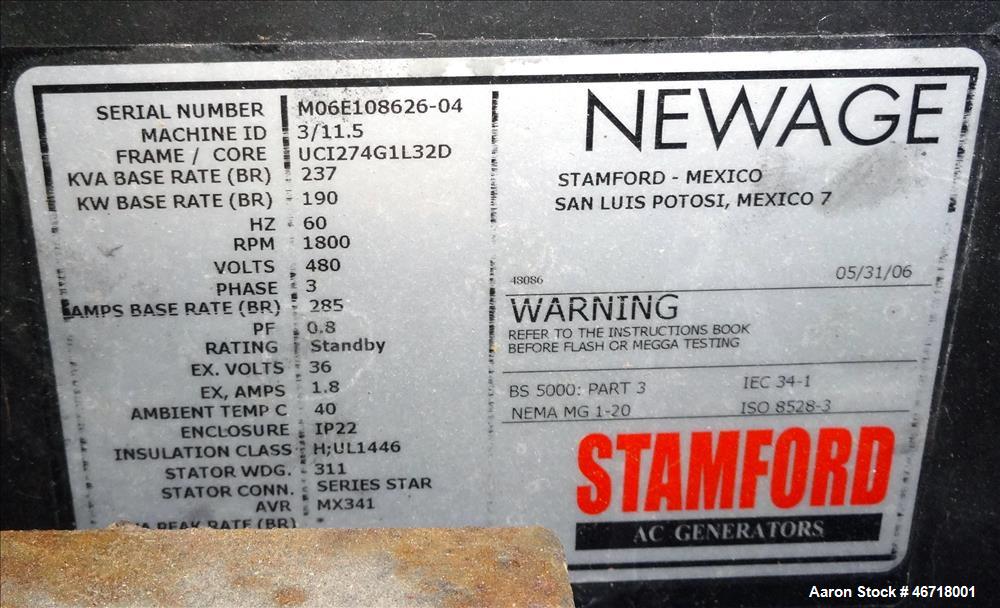 SERIAL NUMBER M06E108626-04
MACHINE ID 3/11.5
FRAME / CORE UCI274G1L32D
KVA BASE RATE (BR) 237
KW BASE RATE (BR) 190
HZ 60
RPM 1800
VOLTS 480
PHASE 3
AMPS BASE RATE (BR) 285
PF 0.8
RATING Standby
EX. VOLTS 36
EX, AMPS 1.8
AMBIENT TEMP C 40
ENCLOSURE IP22
INSULATION CLASS H;UL1446
STATOR WDG. 311
STATOR CONN. SERIES STAR
AVR MX341
PEAK RATE (BR)
NEWAGE
STAMFORD - MEXICO
SAN LUIS POTOSI, MEXICO 7
48086 05/31/06
WARNING
REFER TO THE INSTRUCTIONS BOOK
BEFORE FLASH OR MEGGA TESTING
BS 5000: PART 3 IEC 34-1
NEMA MG 1-20 ISO 8528-3
STAMFORD
AC GENERATORS
Aaron Stock # 46718001